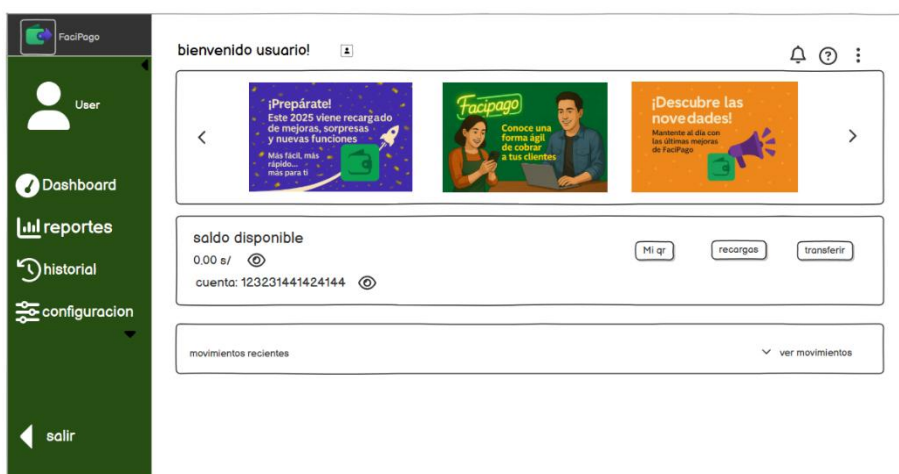 FaciPago
bienvenido usuario!
User
¡Prepárate!
Este 2025 viene recargado
de mejoras, sorpresas
y nuevas funciones
Más fácil, más
rápido...
más para ti
Facipago
Conoce una
forma ágil
de cobrar
a tus clientes
¡Descubre las
novedades!
Mantente al día con
las últimas mejoras
de FaciPago
Dashboard
reportes
historial
configuracion
salir
saldo disponible
0.00 s/
cuenta: 123231441424144
Mi qr
recargas
transferir
movimientos recientes
ver movimientos